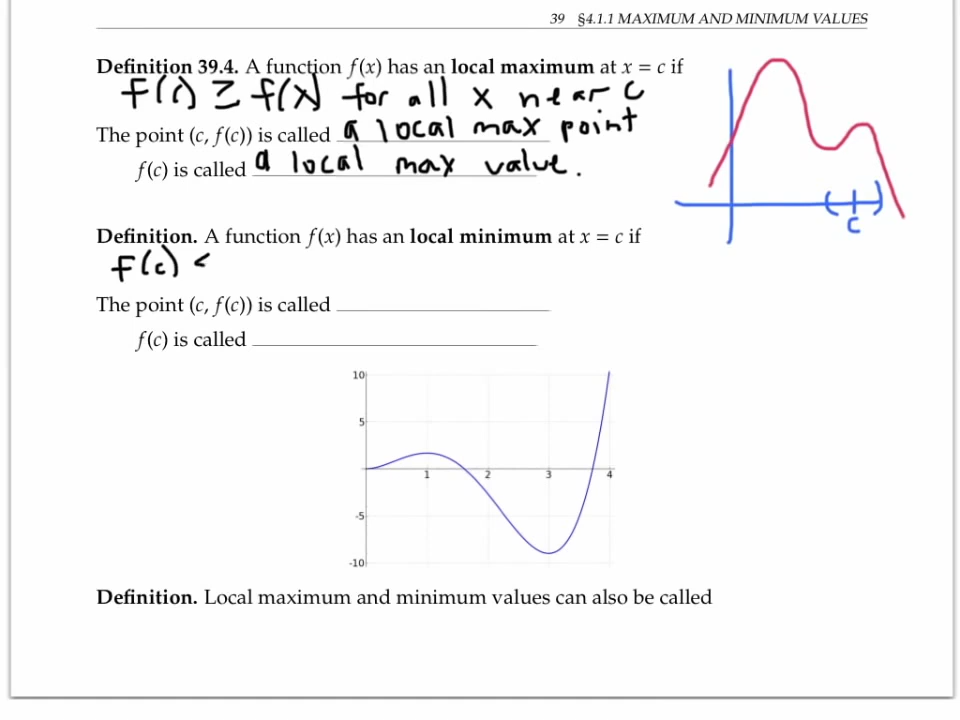 39 §4.1.1 MAXIMUM AND MINIMUM VALUES
Definition 39.4. A function f(x) has an local maximum at x = c if
f(c) ≥ f(x) for all x near c
The point (c, f(c)) is called a local max point
f(c) is called a local max value.
c
Definition. A function f(x) has an local minimum at x = c if
f(c) <
The point (c, f(c)) is called
f(c) is called
10
5
1 2 3 4
-5
-10
Definition. Local maximum and minimum values can also be called